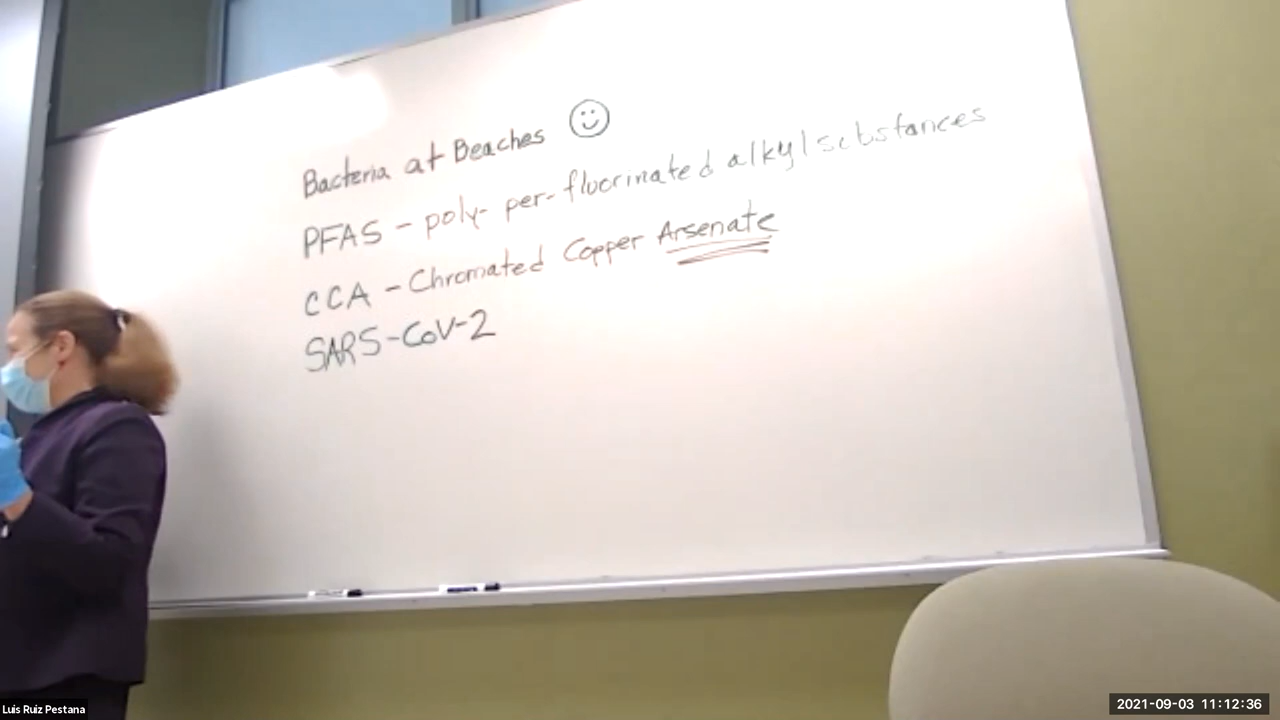 Bacteria at Beaches
PFAS - poly- per-fluorinated alkyl substances
CCA - Chromated Copper Arsenate
SARS-CoV-2
Luis Ruiz Pestana
2021-09-03 11:12:36